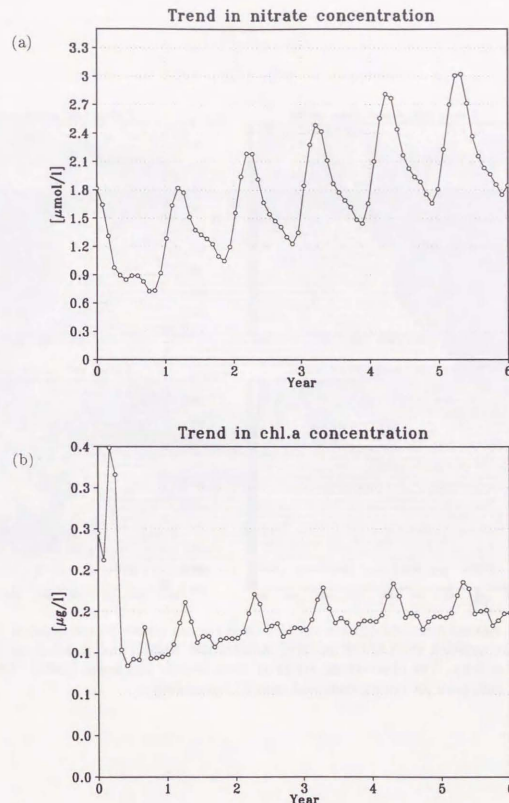 Trend in nitrate concentration
(a)
3.3
3
2.7
2.4
2.1
1.8
1.5
1.2
0.9
0.6
0.3
0
[μmol/l]
0 1 2 3 4 5 6
Year
Trend in chl.a concentration
(b)
0.4
0.3
0.3
0.2
0.2
0.1
0.1
0.0
0.0
[μg/l]
0 1 2 3 4 5 6
Year